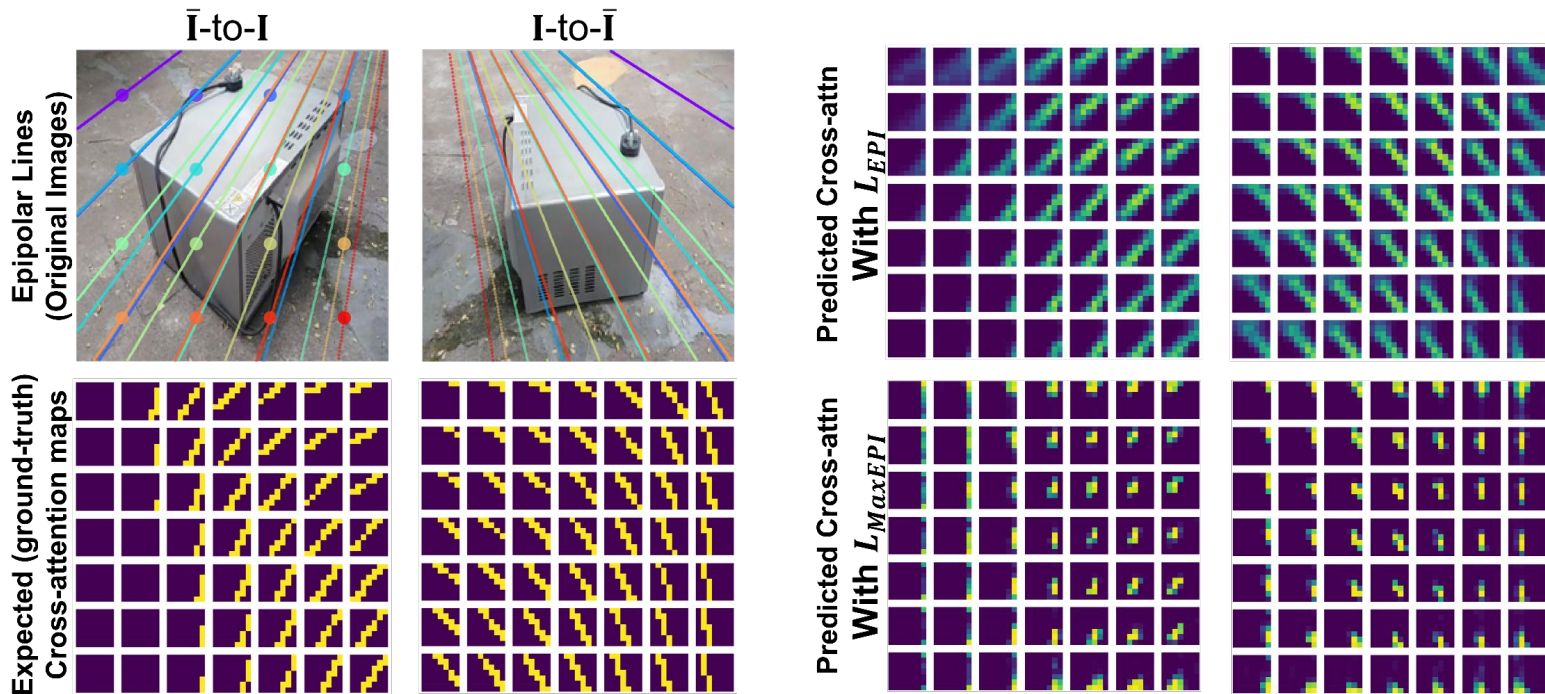 Ī-to-I
I-to-Ī
Epipolar Lines
(Original Images)
Expected (ground-truth)
Cross-attention maps
Predicted Cross-attn
With L_EPI
Predicted Cross-attn
With L_MaxEPI